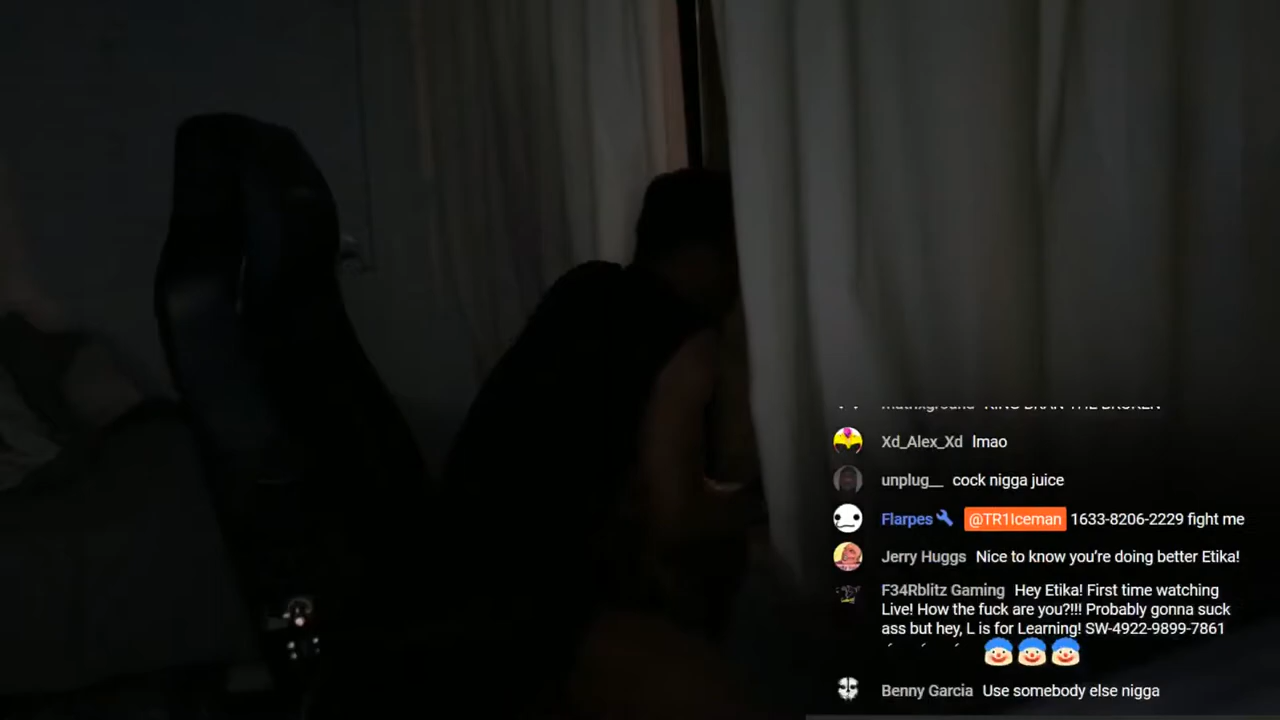 Xd_Alex_Xd lmao
unplug__ cock nigga juice
Flarpes @TR1Iceman 1633-8206-2229 fight me
Jerry Huggs Nice to know you're doing better Etika!
F34Rblitz Gaming Hey Etika! First time watching
Live! How the fuck are you?!!! Probably gonna suck
ass but hey, L is for Learning! SW-4922-9899-7861
Benny Garcia Use somebody else nigga